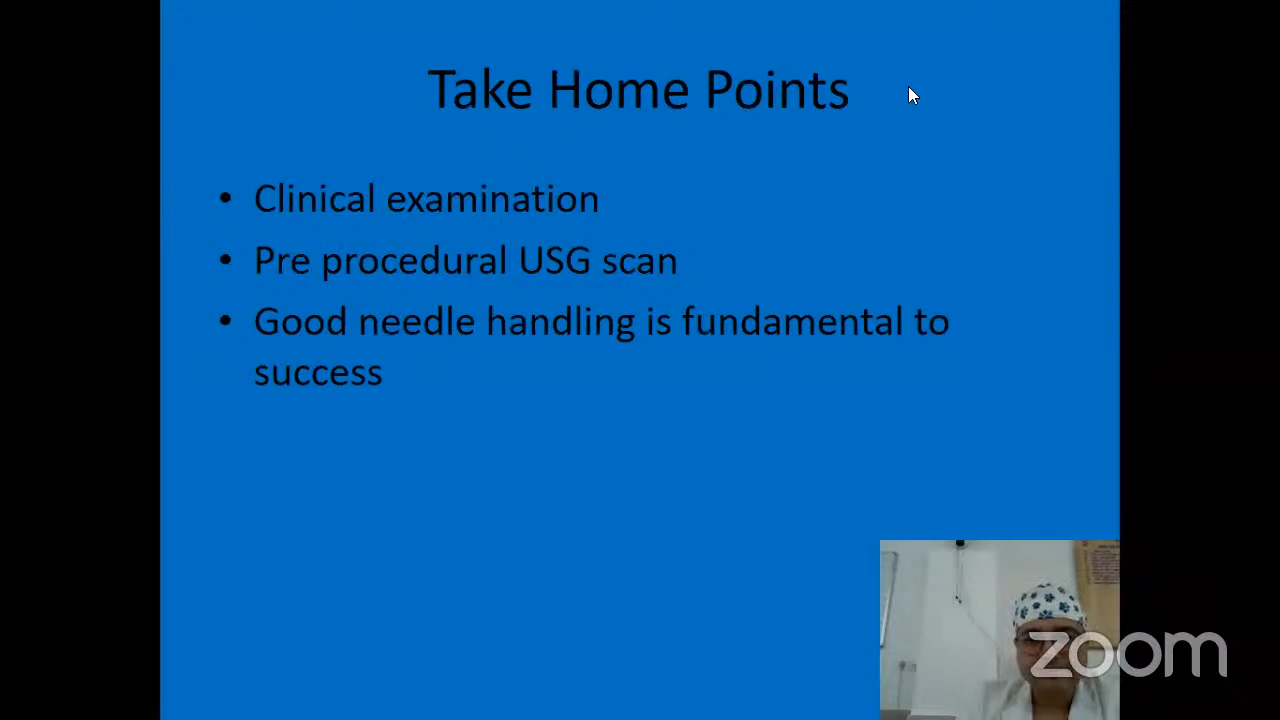 Take Home Points
• Clinical examination
• Pre procedural USG scan
• Good needle handling is fundamental to
success
zoom